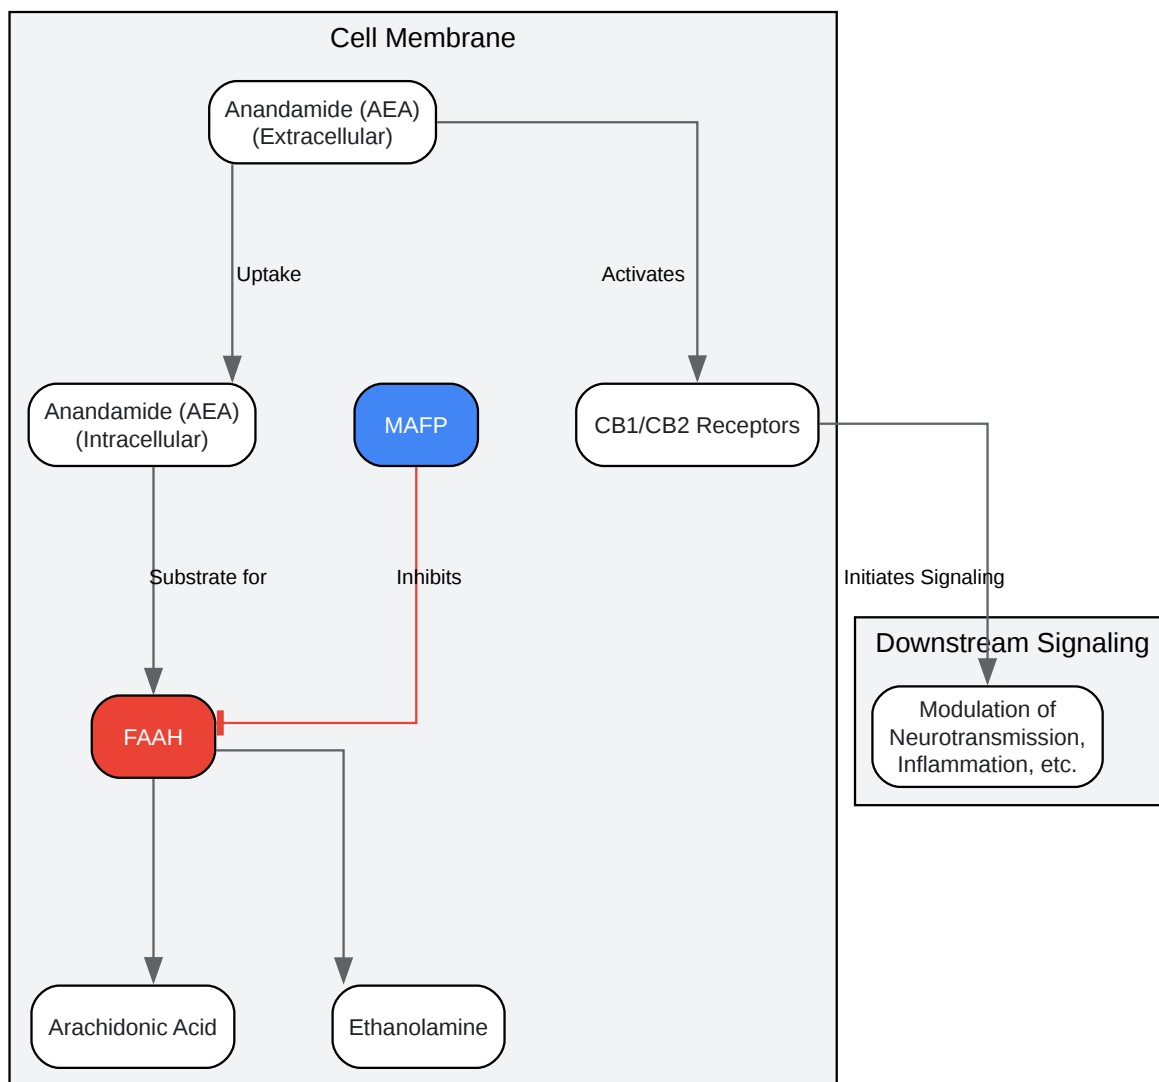 Cell Membrane
Anandamide (AEA)
(Extracellular)
Uptake
Activates
Anandamide (AEA)
(Intracellular)
MAFP
CB1/CB2 Receptors
Substrate for
Inhibits
Initiates Signaling
Downstream Signaling
Modulation of
Neurotransmission,
Inflammation, etc.
FAAH
Arachidonic Acid
Ethanolamine